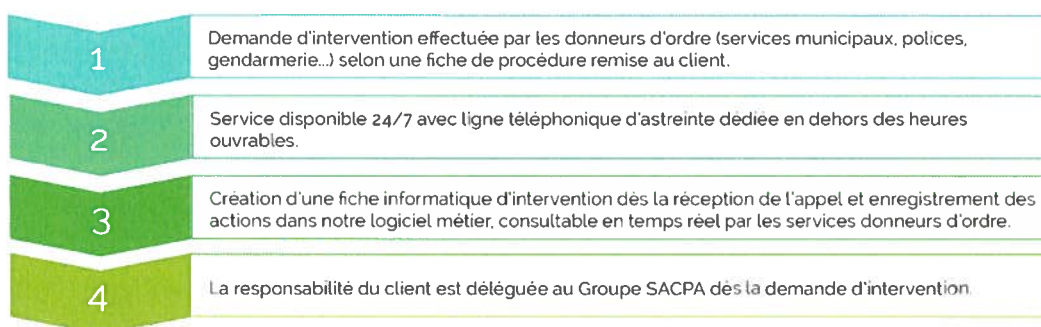 1
Demande d'intervention effectuée par les donneurs d'ordre (services municipaux, polices,
gendarmerie...) selon une fiche de procédure remise au client.
2
Service disponible 24/7 avec ligne téléphonique d'astreinte dédiée en dehors des heures
ouvrables.
3
Création d'une fiche informatique d'intervention dès la réception de l'appel et enregistrement des
actions dans notre logiciel métier, consultable en temps réel par les services donneurs d'ordre.
4
La responsabilité du client est déléguée au Groupe SACPA dès la demande d'intervention.